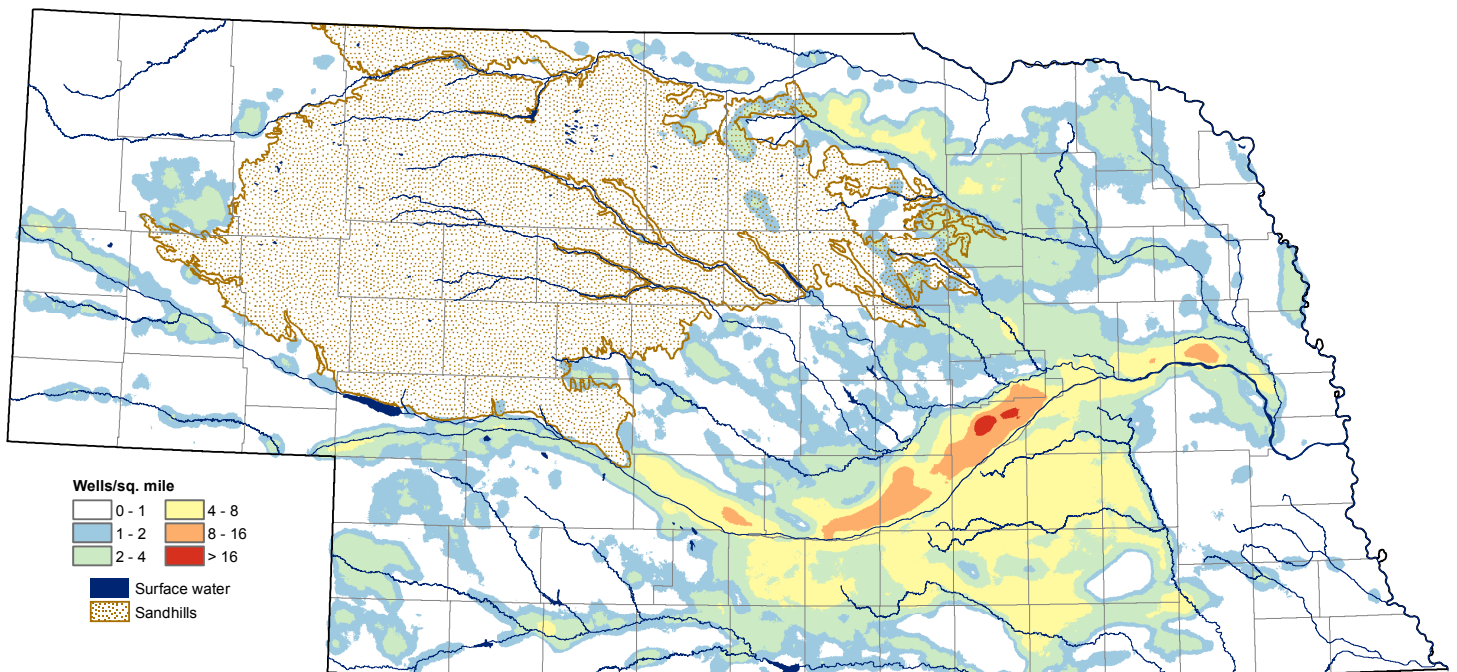 Wells/sq. mile
0 - 1
4 - 8
1 - 2
8 - 16
2 - 4
> 16
Surface water
Sandhills